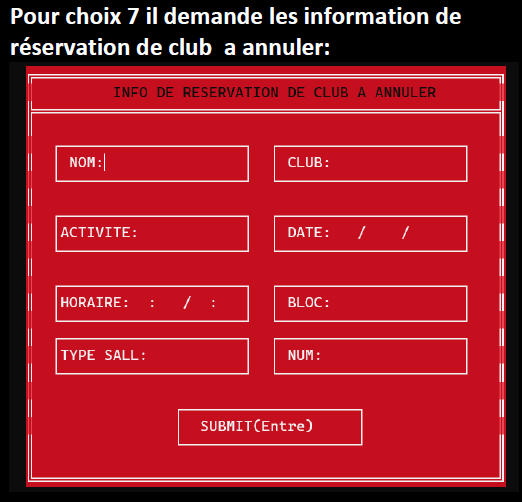 Pour choix 7 il demande les information de
réservation de club a annuler:
INFO DE RESERVATION DE CLUB A ANNULER
NOM: CLUB:
ACTIVITE: DATE: / /
HORAIRE: : / : BLOC:
TYPE SALL: NUM:
SUBMIT(Entre)